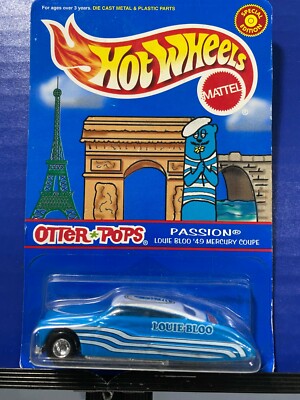 For ages over 3 years. DIE CAST METAL & PLASTIC PARTS
HOT WHEELS
SPECIAL EDITION
MATTEL
OTTER POPS®
PASSION®
LOUIE BLOO '49 MERCURY COUPE
LOUIE BLOO